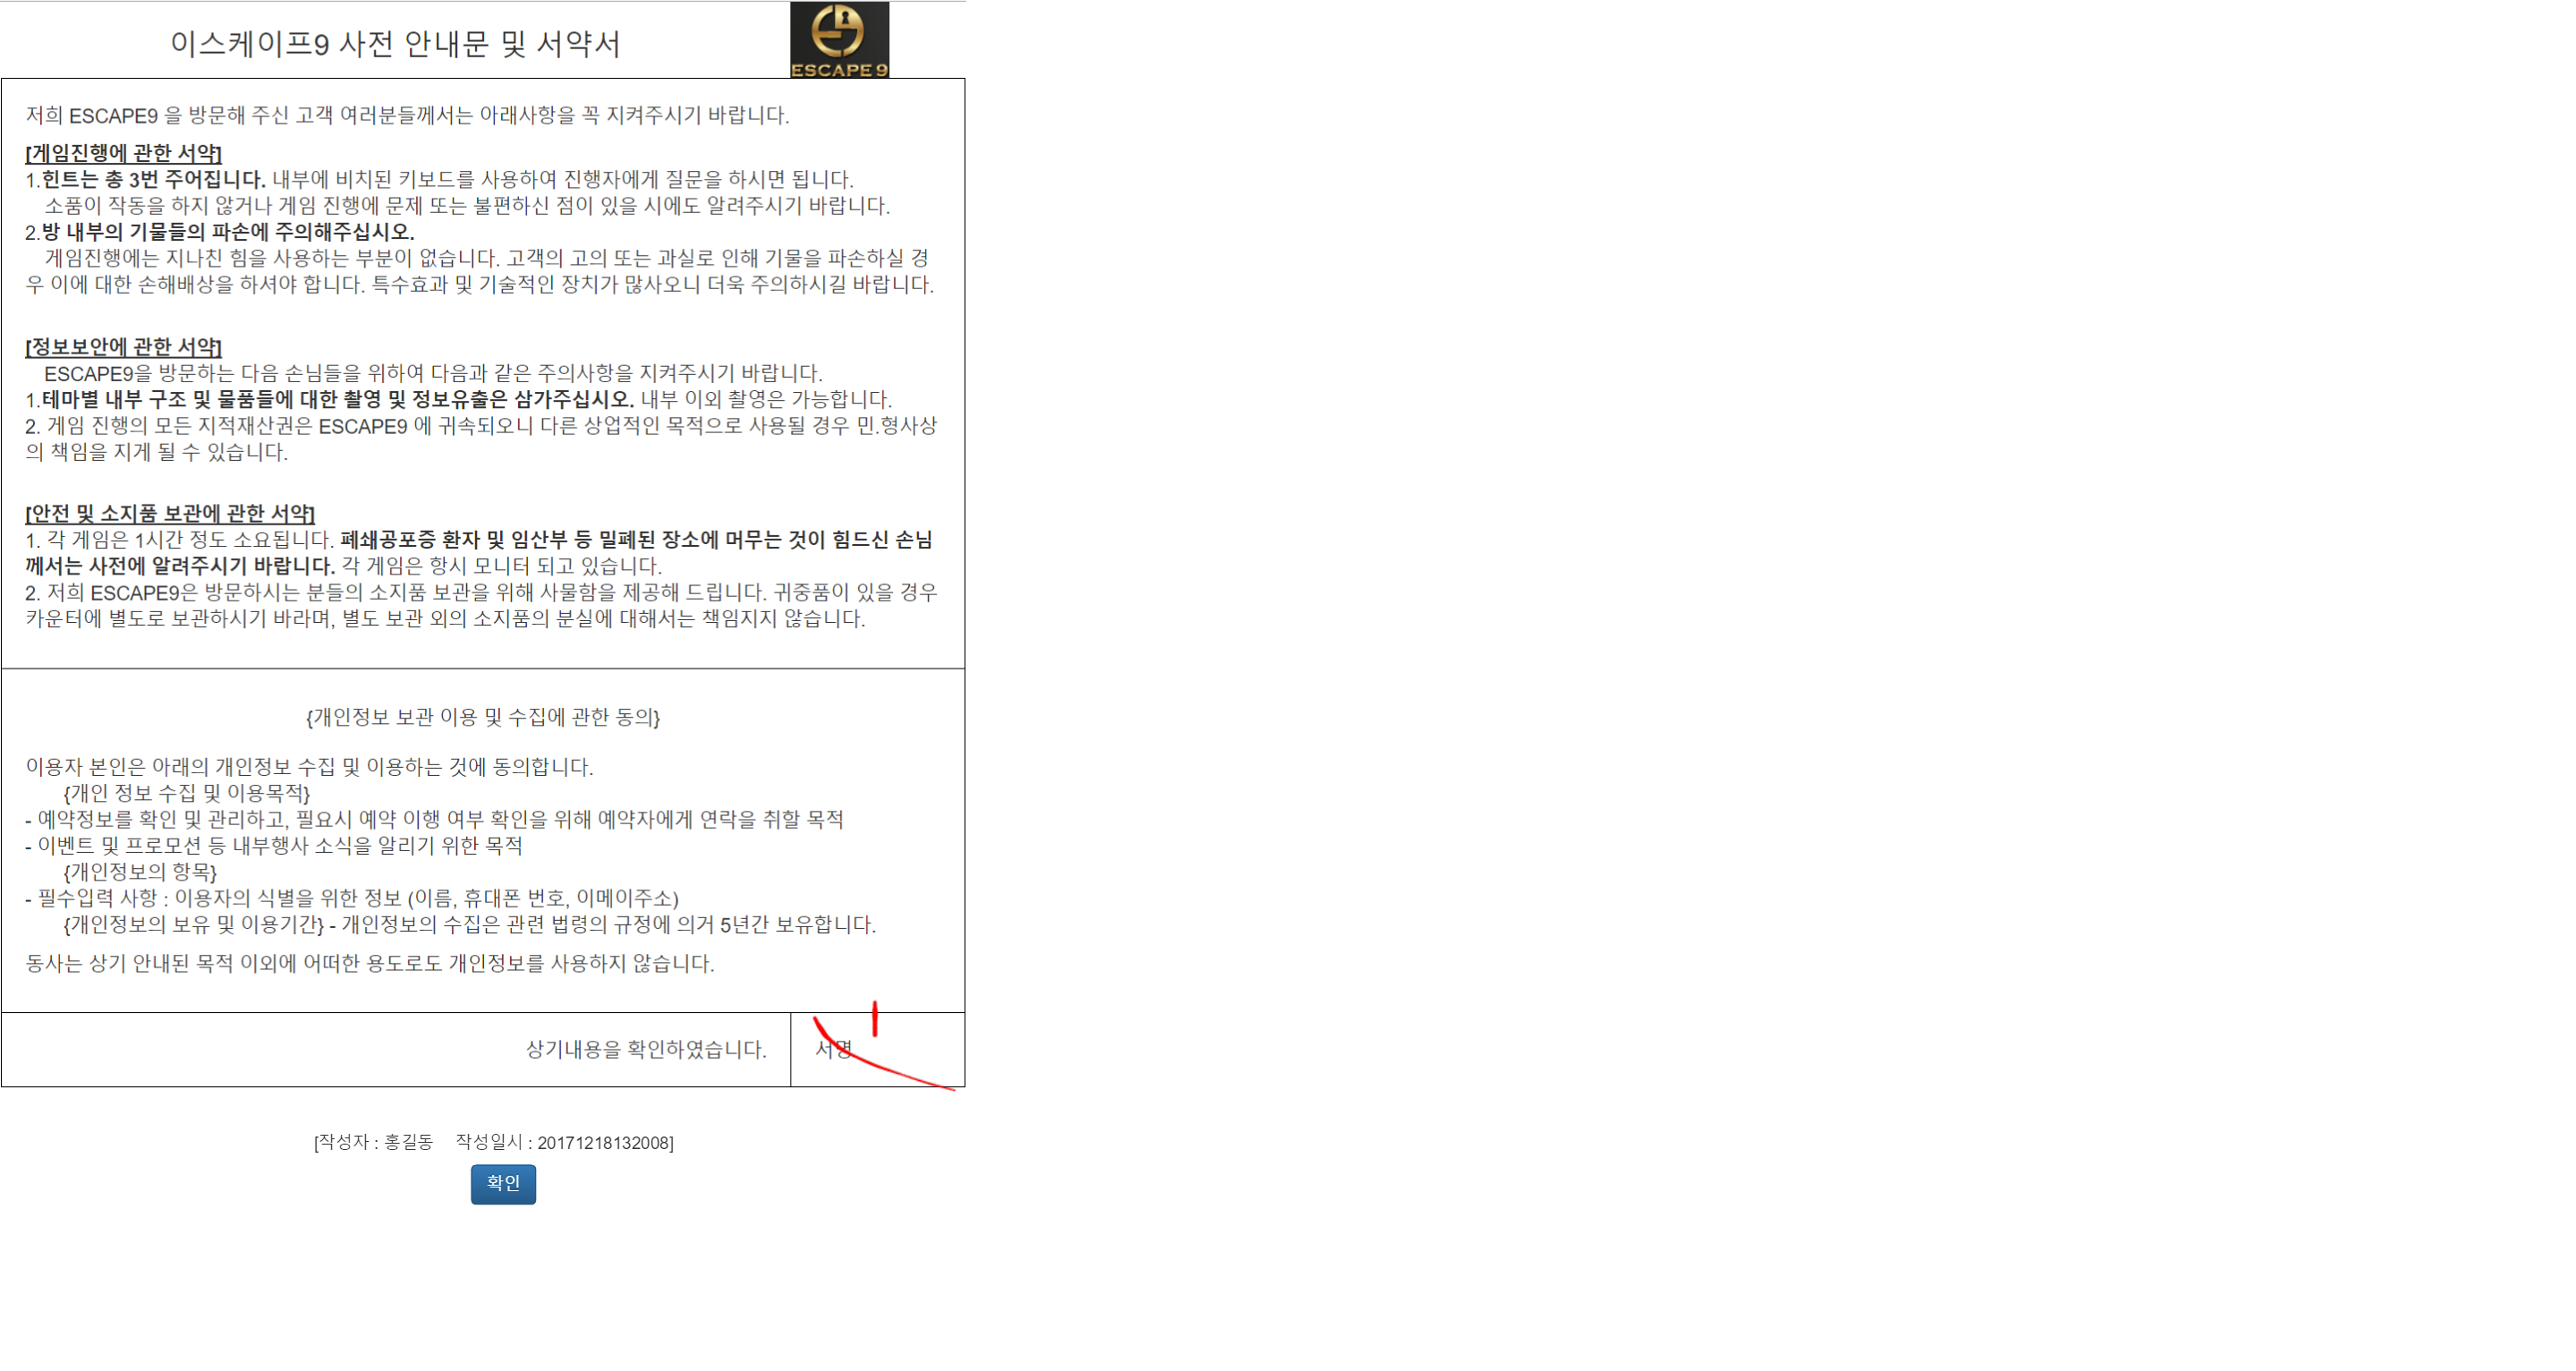 이스케이프9 사전 안내문 및 서약서
ESCAPE 9
저희 ESCAPE9 을 방문해 주신 고객 여러분들께서는 아래사항을 꼭 지켜주시기 바랍니다.
[게임진행에 관한 서약]
1.힌트는 총 3번 주어집니다. 내부에 비치된 키보드를 사용하여 진행자에게 질문을 하시면 됩니다.
소품이 작동을 하지 않거나 게임 진행에 문제 또는 불편하신 점이 있을 시에도 알려주시기 바랍니다.
2.방 내부의 기물들의 파손에 주의해주십시오.
게임진행에는 지나친 힘을 사용하는 부분이 없습니다. 고객의 고의 또는 과실로 인해 기물을 파손하실 경
우 이에 대한 손해배상을 하셔야 합니다. 특수효과 및 기술적인 장치가 많사오니 더욱 주의하시길 바랍니다.
[정보보안에 관한 서약]
ESCAPE9을 방문하는 다음 손님들을 위하여 다음과 같은 주의사항을 지켜주시기 바랍니다.
1.테마별 내부 구조 및 물품들에 대한 촬영 및 정보유출은 삼가주십시오. 내부 이외 촬영은 가능합니다.
2. 게임 진행의 모든 지적재산권은 ESCAPE9 에 귀속되오니 다른 상업적인 목적으로 사용될 경우 민.형사상
의 책임을 지게 될 수 있습니다.
[안전 및 소지품 보관에 관한 서약]
1. 각 게임은 1시간 정도 소요됩니다. 폐쇄공포증 환자 및 임산부 등 밀폐된 장소에 머무는 것이 힘드신 손님
께서는 사전에 알려주시기 바랍니다. 각 게임은 항시 모니터 되고 있습니다.
2. 저희 ESCAPE9은 방문하시는 분들의 소지품 보관을 위해 사물함을 제공해 드립니다. 귀중품이 있을 경우
카운터에 별도로 보관하시기 바라며, 별도 보관 외의 소지품의 분실에 대해서는 책임지지 않습니다.
{개인정보 보관 이용 및 수집에 관한 동의}
이용자 본인은 아래의 개인정보 수집 및 이용하는 것에 동의합니다.
{개인 정보 수집 및 이용목적}
- 예약정보를 확인 및 관리하고, 필요시 예약 이행 여부 확인을 위해 예약자에게 연락을 취할 목적
- 이벤트 및 프로모션 등 내부행사 소식을 알리기 위한 목적
{개인정보의 항목}
- 필수입력 사항 : 이용자의 식별을 위한 정보 (이름, 휴대폰 번호, 이메이주소)
{개인정보의 보유 및 이용기간} - 개인정보의 수집은 관련 법령의 규정에 의거 5년간 보유합니다.
동사는 상기 안내된 목적 이외에 어떠한 용도로도 개인정보를 사용하지 않습니다.
상기내용을 확인하였습니다.
서명
[작성자 : 홍길동 작성일시 : 20171218132008]
확인